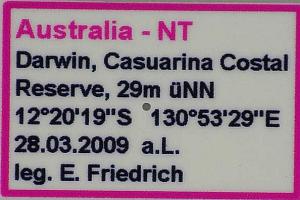 Australia - NT
Darwin, Casuarina Costal
Reserve, 29m üNN
12°20'19"S 130°53'29"E
28.03.2009 a.L.
leg. E. Friedrich